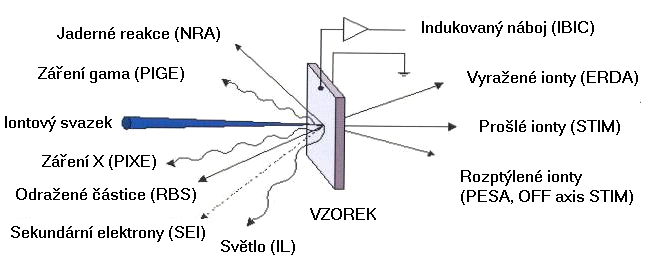 Jaderné reakce (NRA)
Záření gama (PIGE)
Iontový svazek
Záření X (PIXE)
Odražené částice (RBS)
Sekundární elektrony (SEI)
Světlo (IL)
VZOREK
Indukovaný náboj (IBIC)
Vyražené ionty (ERDA)
Prošlé ionty (STIM)
Rozptýlené ionty
(PESA, OFF axis STIM)